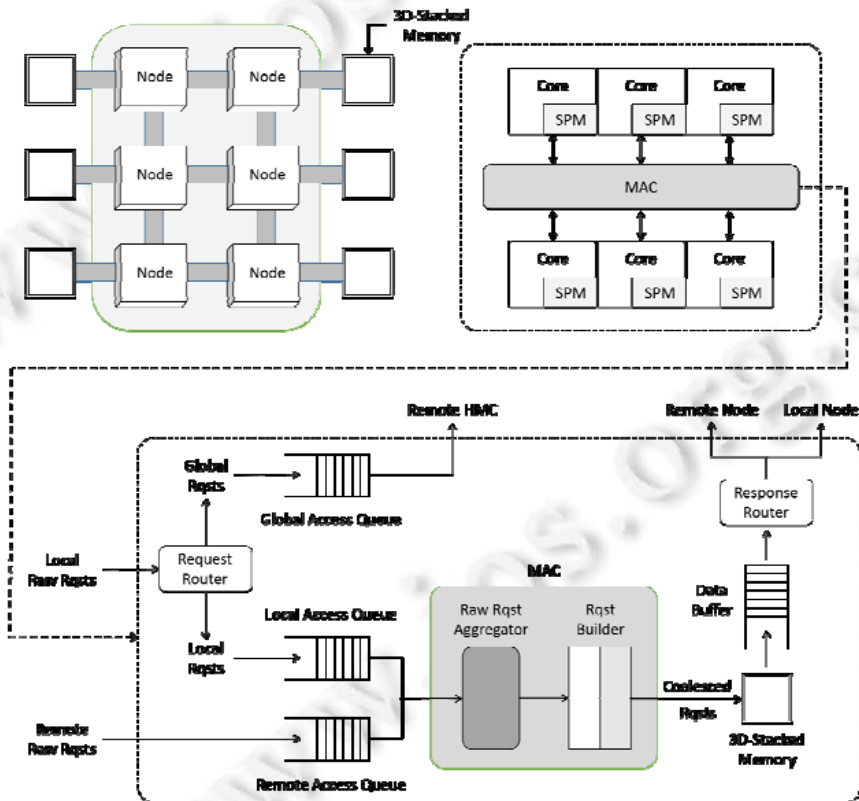 3D-Stacked
Memory
Node
Node
Node
Node
Node
Node
Core
Core
Core
SPM
SPM
SPM
MAC
Core
Core
Core
SPM
SPM
SPM
Remote HMC
Remote Node
Local Node
Global
Rqsts
Global Access Queue
Response
Router
Local
Raw Rqsts
Request
Router
MAC
Data
Buffer
Local Access Queue
Raw Rqst
Aggregator
Rqst
Builder
Local
Rqsts
Coalesced
Rqsts
Remote
Raw Rqsts
Remote Access Queue
3D-Stacked
Memory